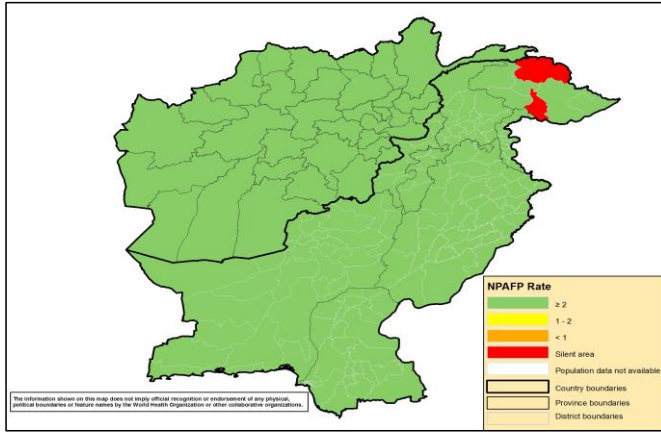 NPAFP Rate
≥ 2
1 - 2
< 1
Silent area
Population data not available
Country boundaries
Province boundaries
District boundaries
The information shown on this map does not imply official recognition or endorsement of any physical,
political boundaries or feature names by the World Health Organization or other collaborative organizations.